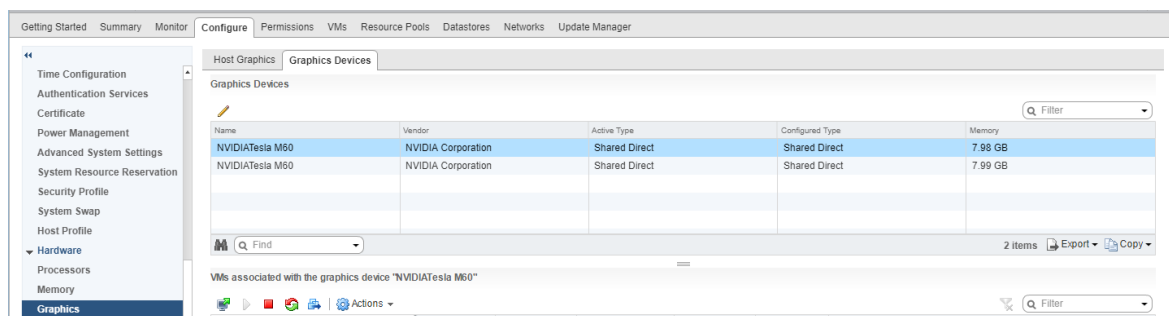 Getting Started Summary Monitor Configure Permissions VMs Resource Pools Datastores Networks Update Manager
Time Configuration
Authentication Services
Certificate
Power Management
Advanced System Settings
System Resource Reservation
Security Profile
System Swap
Host Profile
Hardware
Processors
Memory
Graphics
Host Graphics Graphics Devices
Graphics Devices
Filter
Name Vendor Active Type Configured Type Memory
NVIDIATesla M60 NVIDIA Corporation Shared Direct Shared Direct 7.98 GB
NVIDIATesla M60 NVIDIA Corporation Shared Direct Shared Direct 7.99 GB
Find 2 items Export Copy
VMs associated with the graphics device "NVIDIATesla M60"
Actions Filter